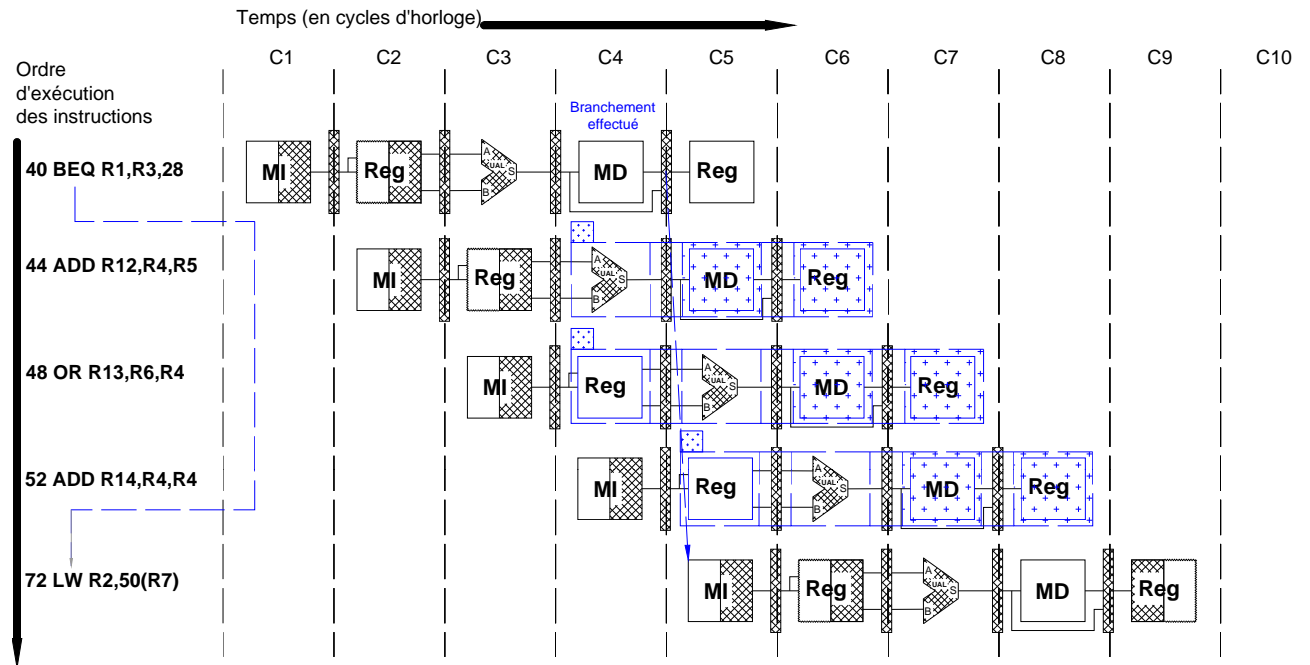 Temps (en cycles d'horloge)
C1 C2 C3 C4 C5 C6 C7 C8 C9 C10
Ordre
d'exécution
des instructions
Branchement
effectué
40 BEQ R1,R3,28
MI Reg A UAL S B MD Reg
44 ADD R12,R4,R5
MI Reg A UAL S B MD Reg
48 OR R13,R6,R4
MI Reg A UAL S B MD Reg
52 ADD R14,R4,R4
MI Reg A UAL S B MD Reg
72 LW R2,50(R7)
MI Reg A UAL S B MD Reg